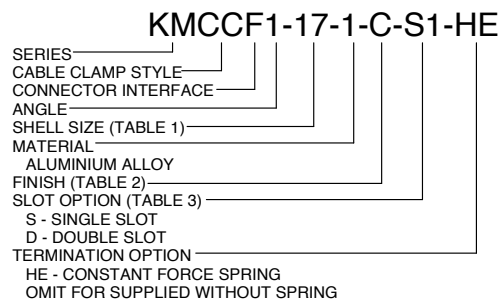 KMCCF1-17-1-C-S1-HE
SERIES
CABLE CLAMP STYLE
CONNECTOR INTERFACE
ANGLE
SHELL SIZE (TABLE 1)
MATERIAL
ALUMINIUM ALLOY
FINISH (TABLE 2)
SLOT OPTION (TABLE 3)
S - SINGLE SLOT
D - DOUBLE SLOT
TERMINATION OPTION
HE - CONSTANT FORCE SPRING
OMIT FOR SUPPLIED WITHOUT SPRING